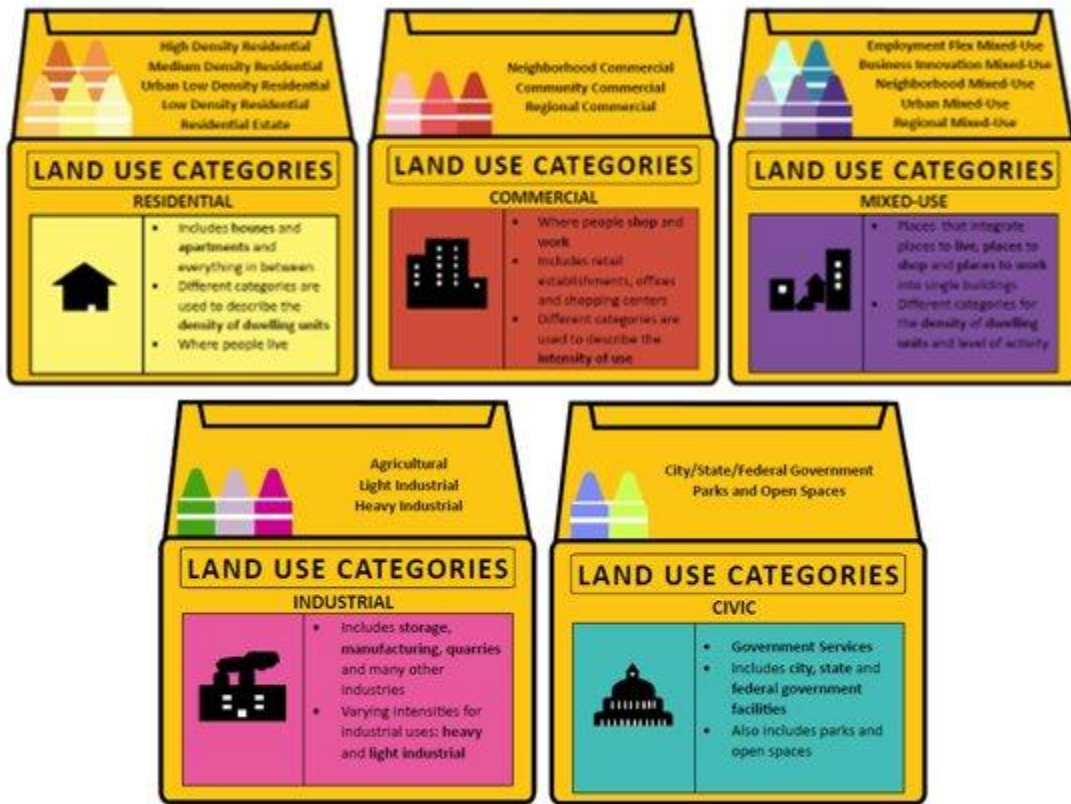 High Density Residential
Medium Density Residential
Urban Low Density Residential
Low Density Residential
Residential Estate
LAND USE CATEGORIES
RESIDENTIAL
• Includes houses and
apartments and
everything in between
• Different categories are
used to describe the
density of dwelling units
• Where people live
Neighborhood Commercial
Community Commercial
Regional Commercial
LAND USE CATEGORIES
COMMERCIAL
• Where people shop and
work
• Includes retail
establishments, offices
and shopping centers
• Different categories are
used to describe the
intensity of use
Employment Flex Mixed-Use
Business Innovation Mixed-Use
Neighborhood Mixed-Use
Urban Mixed-Use
Regional Mixed-Use
LAND USE CATEGORIES
MIXED-USE
• Places that integrate
places to live, places to
shop and places to work
into single buildings
• Different categories for
the density of dwelling
units and level of activity
Agricultural
Light Industrial
Heavy Industrial
LAND USE CATEGORIES
INDUSTRIAL
• Includes storage,
manufacturing, quarries
and many other
industries
• Varying intensities for
industrial uses: heavy
and light industrial
City/State/Federal Government
Parks and Open Spaces
LAND USE CATEGORIES
CIVIC
• Government Services
• Includes city, state and
federal government
facilities
• Also includes parks and
open spaces